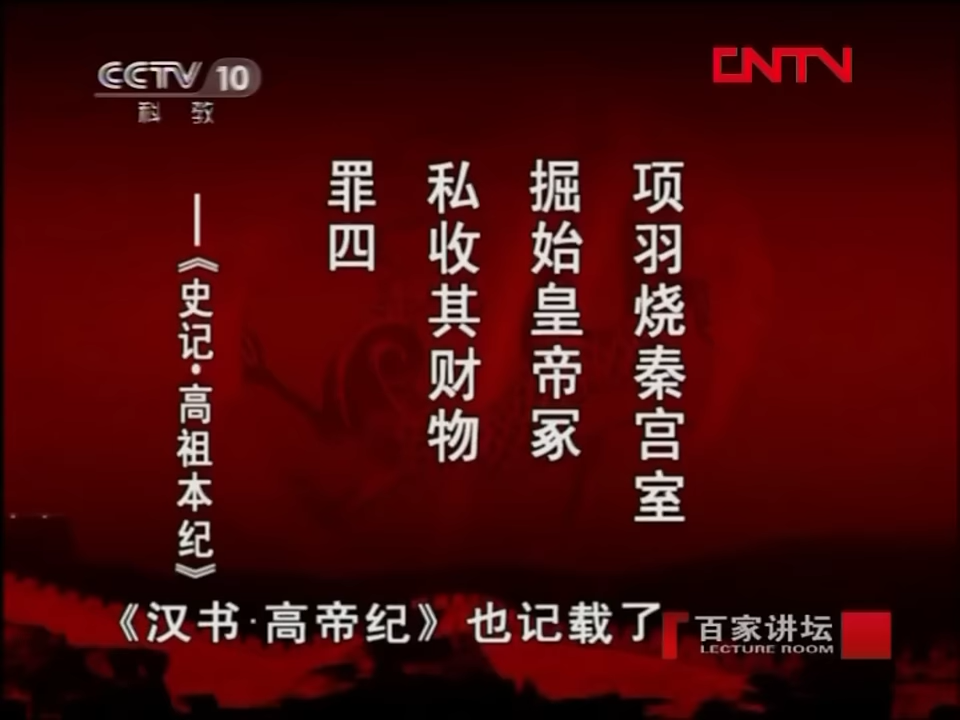 CCTV 10
科教
CNTV
项羽烧秦宫室
掘始皇帝冢
私收其财物
罪四
——《史记·高祖本纪》
《汉书·高帝纪》也记载了
百家讲坛
LECTURE ROOM